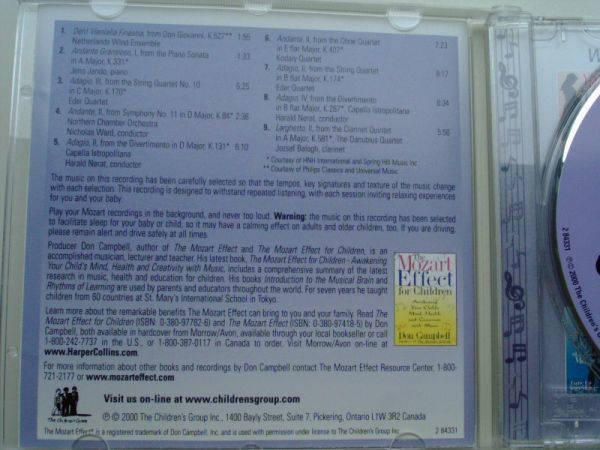 1. Deh! Vienialla Finestra, from Don Giovanni, K.527** 1:55
Netherlands Wind Ensemble
2. Andante Grazioso, I, from the Piano Sonata 1:33
in A Major, K.331*
Jeno Jando, piano
3. Adagio, III, from the String Quartet No. 10 5:25
in C Major, K.170*
Eder Quartet
4. Andante, II, from Symphony No. 11 in D Major, K.84* 2:36
Northern Chamber Orchestra
Nicholas Ward, conductor
5. Adagio, II, from the Divertimento in D Major, K.131* 8:10
Capella Istropolitana
Harald Nerat, conductor
6. Andante, II, from the Oboe Quartet 7:23
in E flat Major, K.407*
Kodaly Quartet
7. Adagio, II, from the String Quartet 9:17
in B flat Major, K.174*
Eder Quartet
8. Adagio, IV, from the Divertimento 8:34
in B flat Major, K.287*, Capella Istropolitana
Harald Nerat, conductor
9. Larghetto, II, from the Clarinet Quintet 5:56
in A Major, K.581*, The Danubius Quartet
Jozsef Balogh, clarinet
* Courtesy of HNH International and Spring Hill Music Inc
** Courtesy of Philips Classics and Universal Music
The music on this recording has been carefully selected so that the tempos, key signatures and texture of the music change
with each selection. This recording is designed to withstand repeated listening, with each session inviting relaxing experiences
for you and your baby.
Play your Mozart recordings in the background, and never too loud. Warning: the music on this recording has been selected
to facilitate sleep for your baby or child, so it may have a calming effect on adults and older children, too. If you are driving,
please remain alert and drive safely at all times.
Producer Don Campbell, author of The Mozart Effect and The Mozart Effect for Children, is an
accomplished musician, lecturer and teacher. His latest book, The Mozart Effect for Children - Awakening
Your Child's Mind, Health and Creativity with Music, includes a comprehensive summary of the latest
research in music, health and education for children. His books Introduction to the Musical Brain and
Rhythms of Learning are used by parents and educators throughout the world. For seven years he taught
children from 60 countries at St. Mary's International School in Tokyo.
Learn more about the remarkable benefits The Mozart Effect can bring to you and your family. Read The
Mozart Effect for Children (ISBN: 0-380-97782-6) and The Mozart Effect (ISBN: 0-380-97418-5) by Don
Campbell, both available in hardcover from Morrow/Avon, available through your local bookseller or call
1-800-242-7737 in the U.S., or 1-800-387-0117 in Canada to order. Visit Morrow/Avon on-line at
www.HarperCollins.com.
For more information about other books and recordings by Don Campbell contact The Mozart Effect Resource Center, 1-800-
721-2177 or www.mozarteffect.com
Visit us on-line at www.childrensgroup.com
The Children's Group
℗ © 2000 The Children's Group Inc., 1400 Bayly Street, Suite 7, Pickering, Ontario L1W 3R2 Canada
The Mozart Effect® is a registered trademark of Don Campbell, Inc. and is used with permission under license to The Children's Group Inc
2 84331
The
Mozart
Effect
for Children
Awakening
Your Child's
Mind, Health
and Creativity
with Music
Don Campbell
2 84331
℗ © 2000 The Children's G